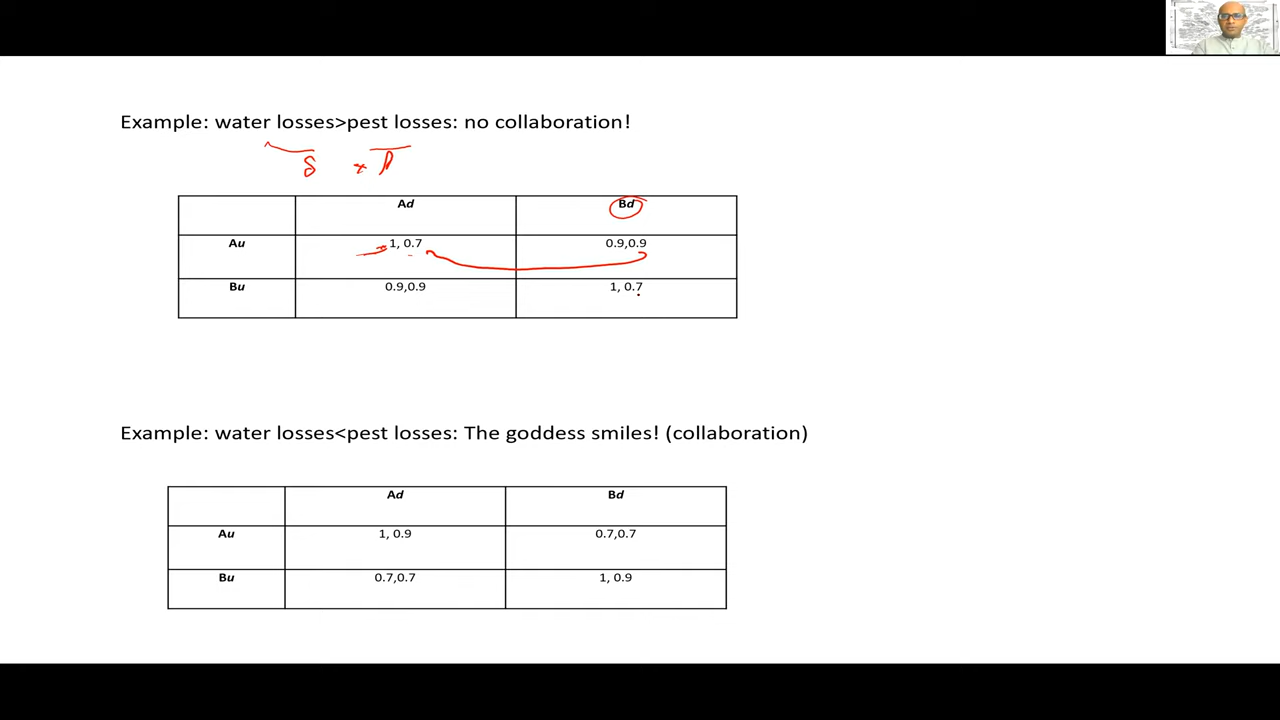 Example: water losses>pest losses: no collaboration!
δ × ρ
Ad Bd
Au 1, 0.7 0.9,0.9
Bu 0.9,0.9 1, 0.7
Example: water losses<pest losses: The goddess smiles! (collaboration)
Ad Bd
Au 1, 0.9 0.7,0.7
Bu 0.7,0.7 1, 0.9